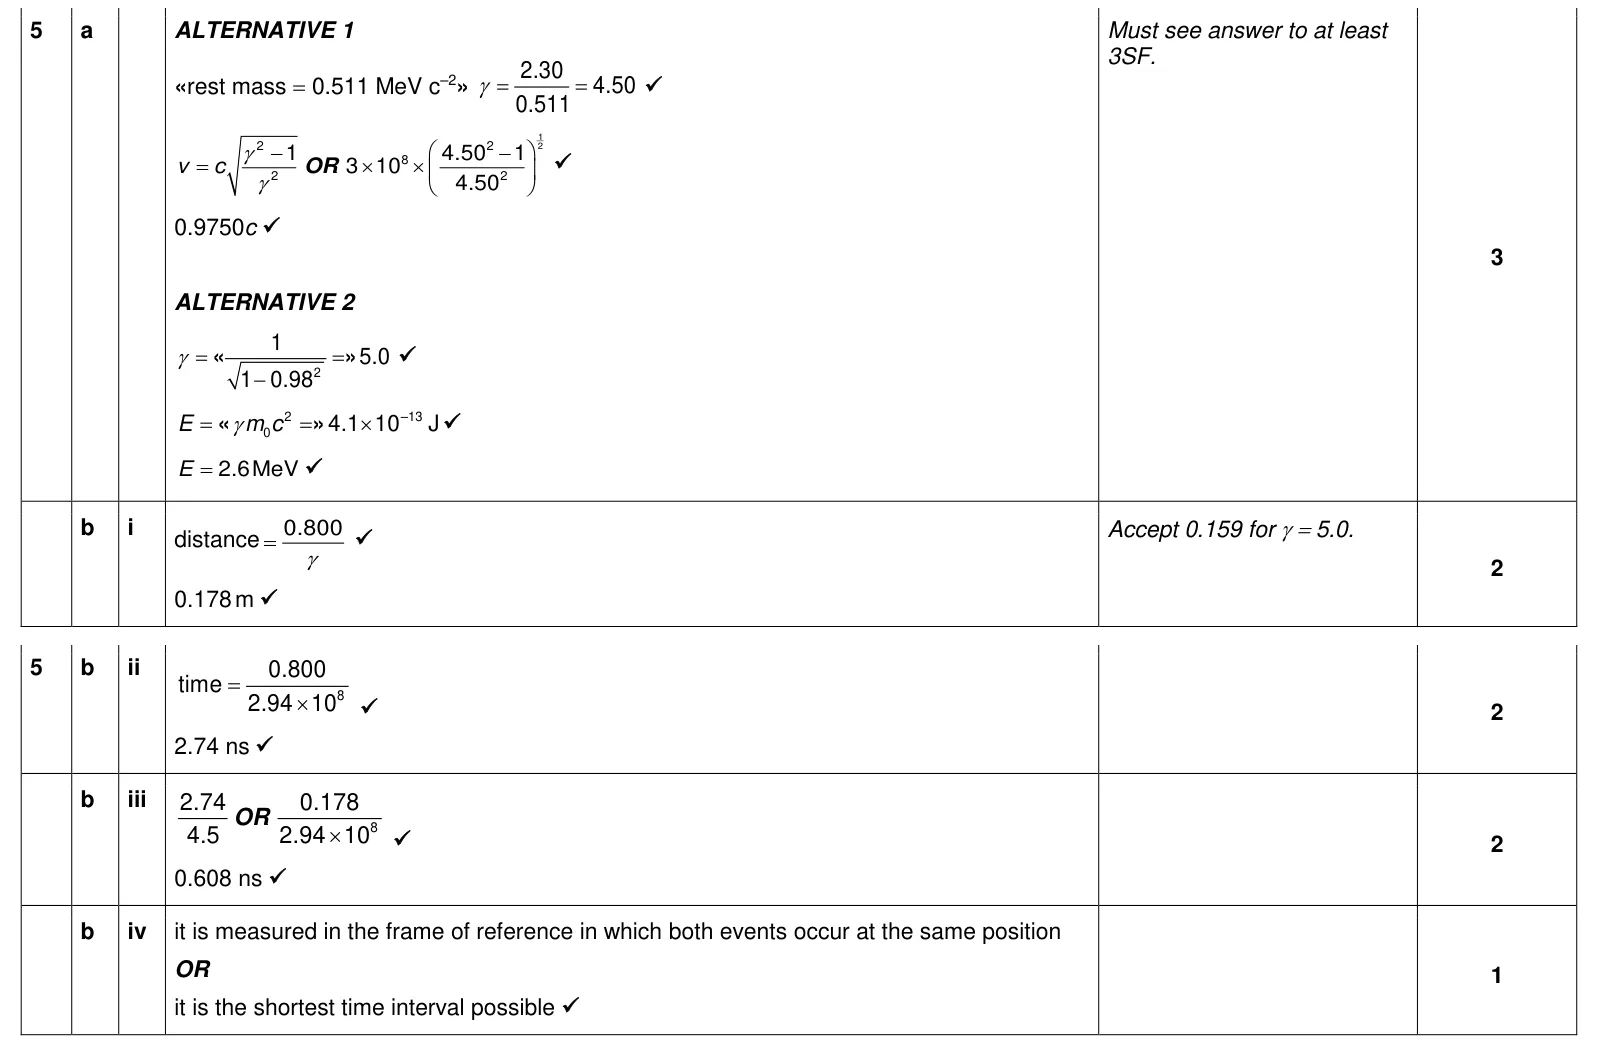 5 a ALTERNATIVE 1 Must see answer to at least 3SF. 3
«rest mass = 0.511 MeV c⁻²» γ = 2.30/0.511 = 4.50 ✓
v = c√((γ² − 1)/γ²) OR 3 × 10⁸ × ((4.50² − 1)/4.50²)^(1/2) ✓
0.9750c ✓
ALTERNATIVE 2
γ = «1/√(1 − 0.98²) =» 5.0 ✓
E = «γm₀c² =» 4.1 × 10⁻¹³ J ✓
E = 2.6 MeV ✓
b i distance = 0.800/γ ✓ Accept 0.159 for γ = 5.0. 2
0.178 m ✓
5 b ii time = 0.800/(2.94 × 10⁸) ✓ 2
2.74 ns ✓
b iii 2.74/4.5 OR 0.178/(2.94 × 10⁸) ✓ 2
0.608 ns ✓
b iv it is measured in the frame of reference in which both events occur at the same position 1
OR
it is the shortest time interval possible ✓